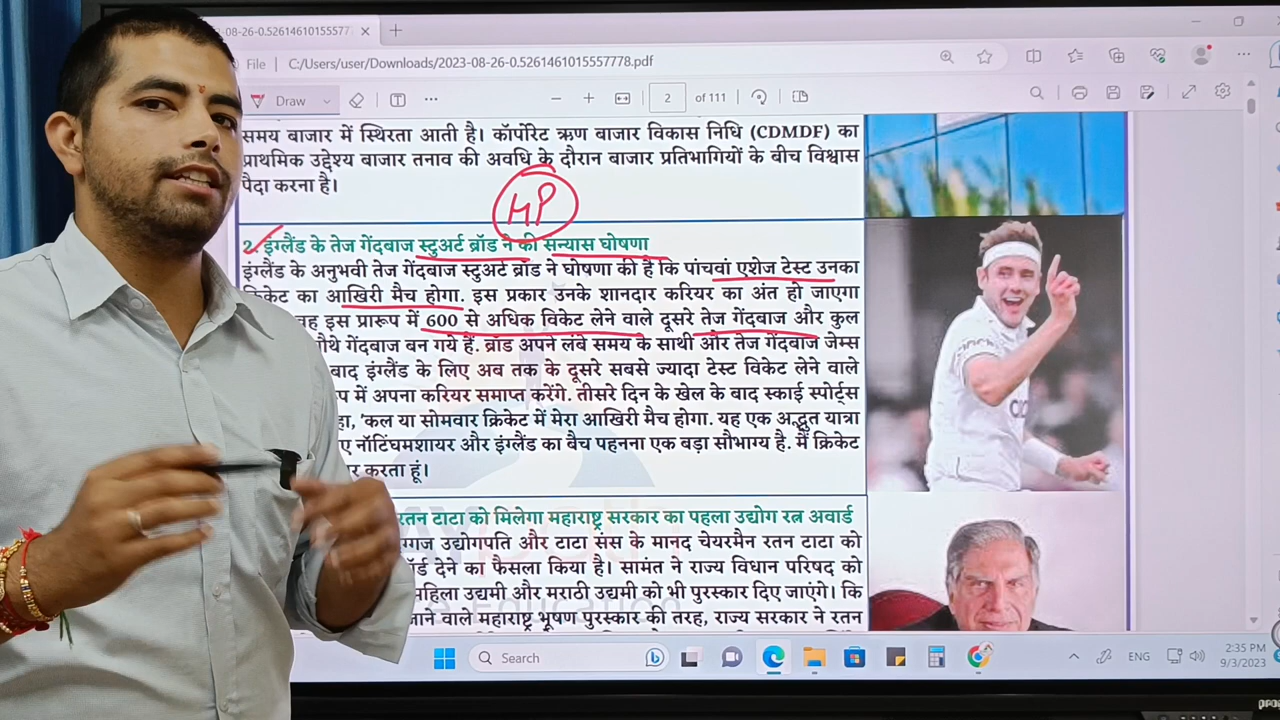 08-26-0.52614610155577
File
C:/Users/user/Downloads/2023-08-26-0.5261461015557778.pdf
Draw
2 of 111
समय बाजार में स्थिरता आती है। कॉर्पोरेट ऋण बाजार विकास निधि (CDMDF) का
प्राथमिक उद्देश्य बाजार तनाव की अवधि के दौरान बाजार प्रतिभागियों के बीच विश्वास
पैदा करना है।
MP
2. इंग्लैंड के तेज गेंदबाज स्टुअर्ट ब्रॉड ने की सन्यास घोषणा
इंग्लैंड के अनुभवी तेज गेंदबाज स्टुअर्ट ब्रॉड ने घोषणा की है कि पांचवां एशेज टेस्ट उनका
का आखिरी मैच होगा. इस प्रकार उनके शानदार करियर का अंत हो जाएगा
इस प्रारूप में 600 से अधिक विकेट लेने वाले दूसरे तेज गेंदबाज और कुल
गेंदबाज बन गये हैं. ब्रॉड अपने लंबे समय के साथी और तेज गेंदबाज जेम्स
इंग्लैंड के लिए अब तक के दूसरे सबसे ज्यादा टेस्ट विकेट लेने वाले
में अपना करियर समाप्त करेंगे. तीसरे दिन के खेल के बाद स्काई स्पोर्ट्स
'कल या सोमवार क्रिकेट में मेरा आखिरी मैच होगा. यह एक अद्भुत यात्रा
नॉटिंघमशायर और इंग्लैंड का बैच पहनना एक बड़ा सौभाग्य है. मैं क्रिकेट
करता हूं।
रतन टाटा को मिलेगा महाराष्ट्र सरकार का पहला उद्योग रत्न अवार्ड
उद्योगपति और टाटा संस के मानद चेयरमैन रतन टाटा को
देने का फैसला किया है। सामंत ने राज्य विधान परिषद को
उद्यमी और मराठी उद्यमी को भी पुरस्कार दिए जाएंगे। कि
जाने वाले महाराष्ट्र भूषण पुरस्कार की तरह, राज्य सरकार ने रतन
Search
ENG
2:35 PM
9/3/2023